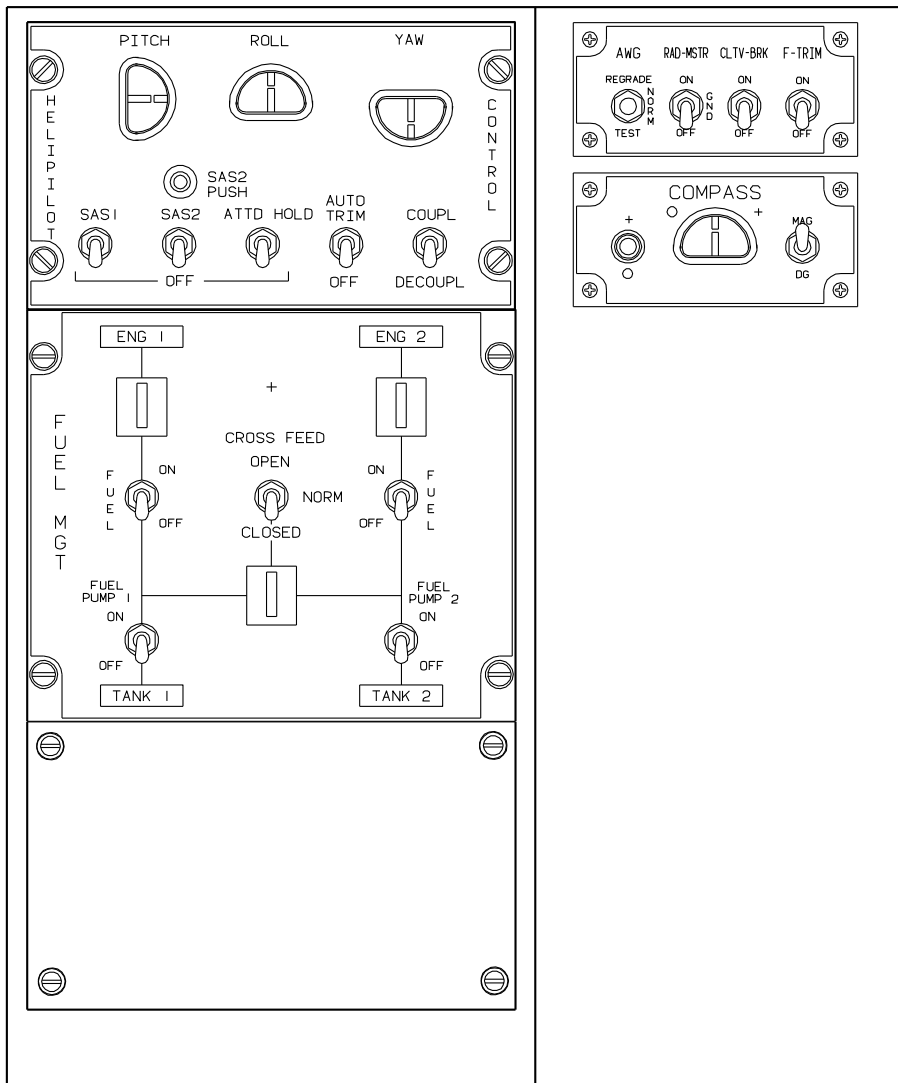 PITCH
ROLL
YAW
HELIPILOT
CONTROL
SAS2
PUSH
SAS1
SAS2
ATTD HOLD
AUTO
TRIM
COUPL
OFF
OFF
DECOUPL
FUEL MGT
ENG 1
ENG 2
+
CROSS FEED
OPEN
NORM
CLOSED
FUEL
ON
OFF
ON
OFF
FUEL
FUEL
PUMP 1
ON
OFF
FUEL
PUMP 2
ON
OFF
TANK 1
TANK 2
AWG
RAD-MSTR
CLTV-BRK
F-TRIM
REGRADE
NORM
TEST
ON
GND
OFF
ON
OFF
ON
OFF
COMPASS
+
+
MAG
DG